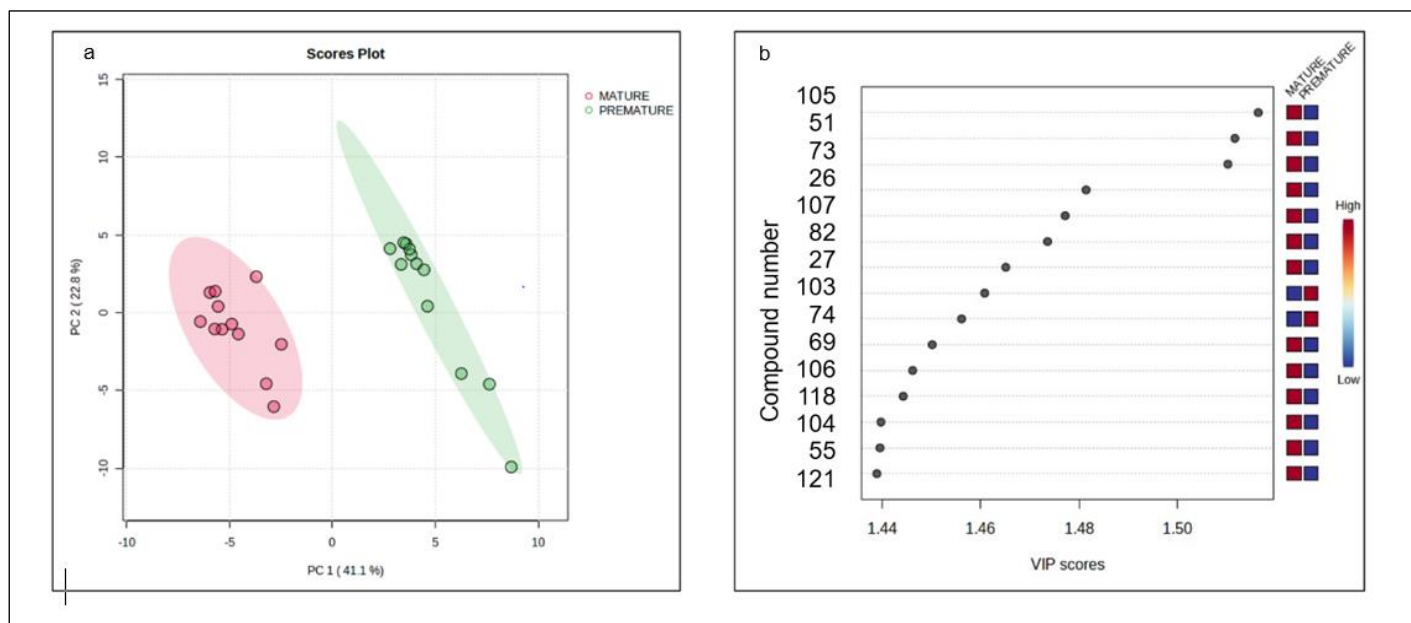 a
Scores Plot
MATURE
PREMATURE
15
10
5
0
-5
-10
PC 2 ( 22.8 %)
-10
-5
0
5
10
PC 1 ( 41.1 %)
b
MATURE
PREMATURE
105
51
73
26
107
82
27
103
74
69
106
118
104
55
121
Compound number
High
Low
1.44
1.46
1.48
1.50
VIP scores